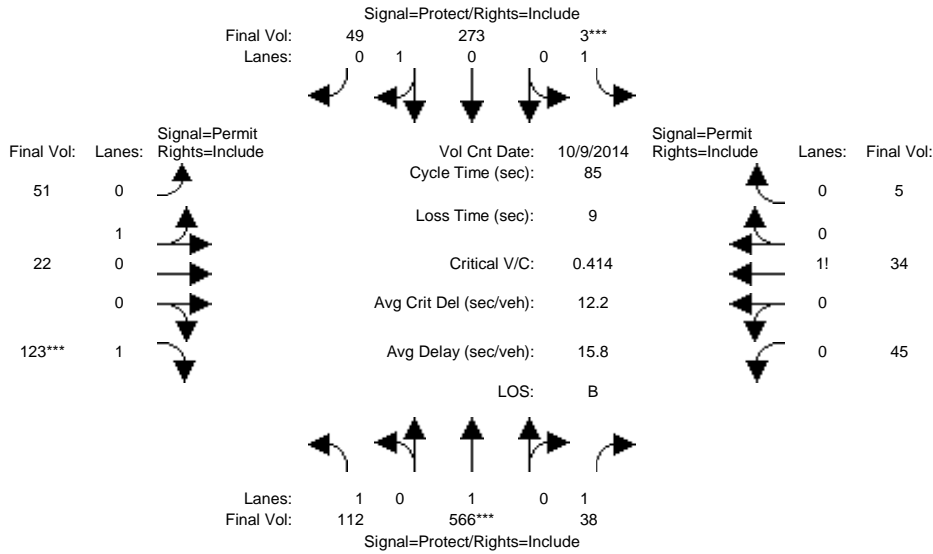 Signal=Protect/Rights=Include
Final Vol: 49 273 3***
Lanes: 0 1 0 0 1
Signal=Permit
Final Vol: Lanes: Rights=Include
Vol Cnt Date: 10/9/2014
Signal=Permit
Rights=Include Lanes: Final Vol:
Cycle Time (sec): 85
51 0
0 5
Loss Time (sec): 9
1
0
22 0
Critical V/C: 0.414
1! 34
0
Avg Crit Del (sec/veh): 12.2
0
123*** 1
Avg Delay (sec/veh): 15.8
0 45
LOS: B
Lanes: 1 0 1 0 1
Final Vol: 112 566*** 38
Signal=Protect/Rights=Include